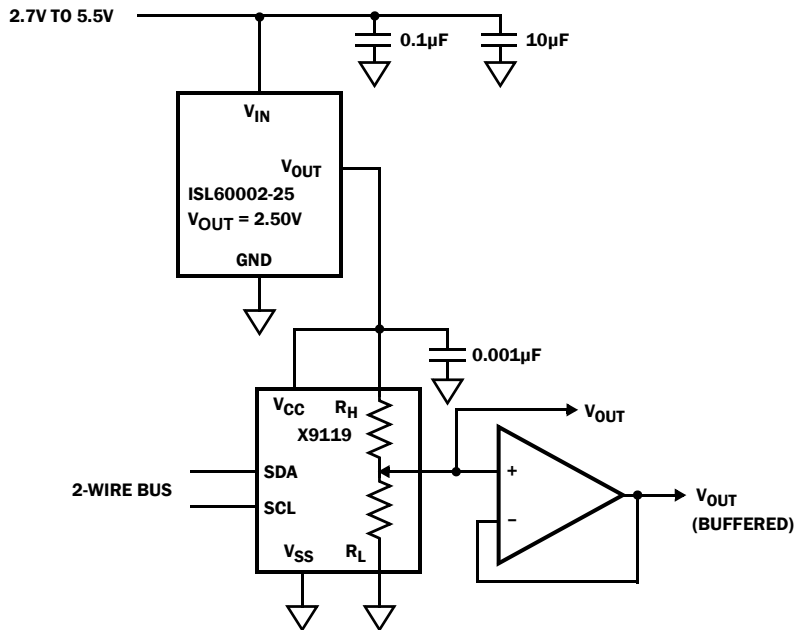 2.7V TO 5.5V
0.1µF
10µF
VIN
VOUT
ISL60002-25
VOUT = 2.50V
GND
0.001µF
VCC
RH
X9119
VOUT
2-WIRE BUS
SDA
SCL
+
−
VOUT
(BUFFERED)
VSS
RL